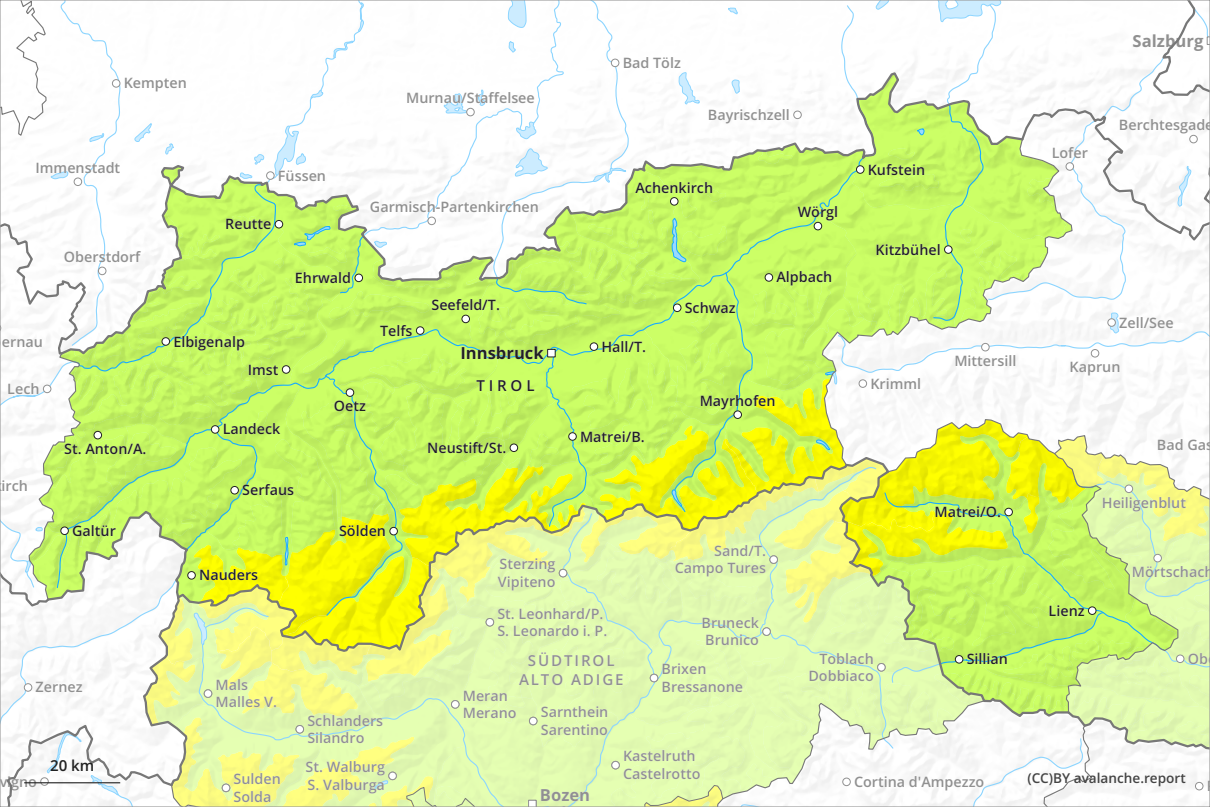 Salzburg
Kempten
Bad Tölz
Murnau/Staffelsee
Bayrischzell
Berchtesgade
Lofer
Immenstadt
Füssen
Kufstein
Achenkirch
Garmisch-Partenkirchen
Wörgl
Reutte
Oberstdorf
Kitzbühel
Ehrwald
Alpbach
Seefeld/T.
Schwaz
Zell/See
Telfs
Elbigenalp
ernau
Innsbruck
Hall/T.
Mittersill
Kaprun
Imst
TIROL
Krimml
Lech
Oetz
Mayrhofen
Landeck
Matrei/B.
St. Anton/A.
Neustift/St.
Bad Gas
irch
Serfaus
Heiligenblut
Matrei/O.
Galtür
Sölden
Sterzing
Vipiteno
Sand/T.
Campo Tures
Nauders
Mörtschach
St. Leonhard/P.
S. Leonardo i. P.
Bruneck
Brunico
Lienz
SÜDTIROL
ALTO ADIGE
Toblach
Dobbiaco
Sillian
Obe
Zernez
Mals
Malles V.
Brixen
Bressanone
Meran
Merano
Sarnthein
Sarentino
Schlanders
Silandro
Kastelruth
Castelrotto
20 km
St. Walburg
S. Valburga
Sulden
Solda
vigno
Cortina d'Ampezzo
(CC)BY avalanche.report
Bozen